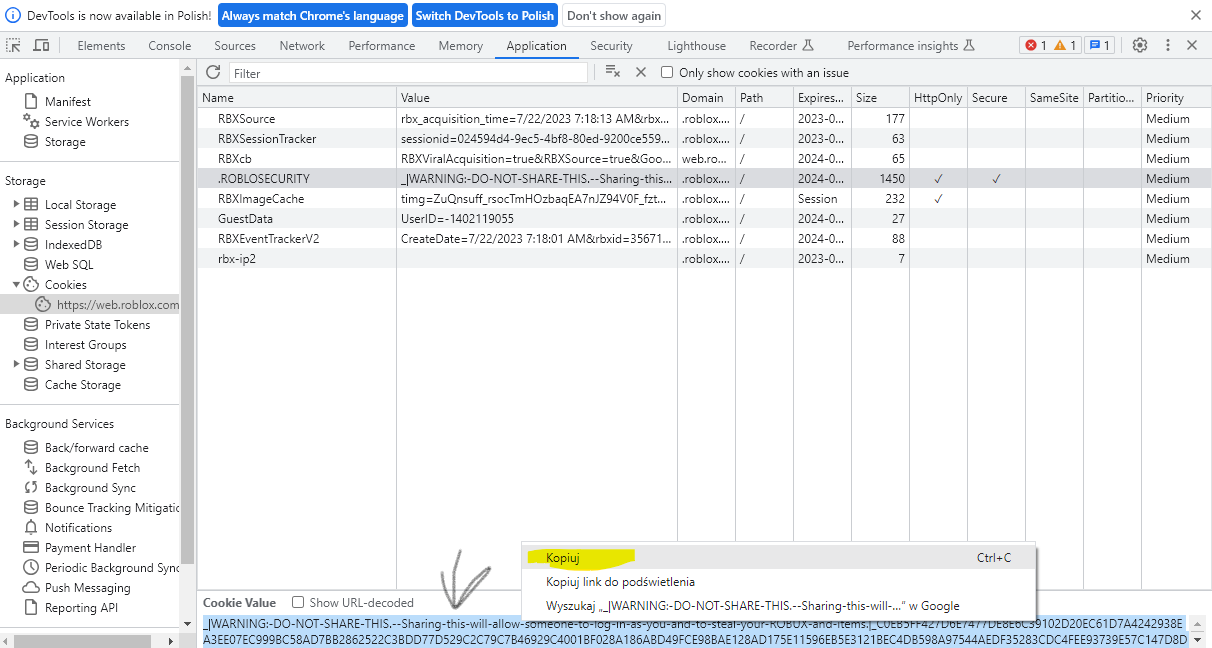 DevTools is now available in Polish! Always match Chrome's language Switch DevTools to Polish Don't show again
Elements Console Sources Network Performance Memory Application Security Lighthouse Recorder Performance insights 1 1 1
Application
Manifest
Service Workers
Storage
Storage
Local Storage
Session Storage
IndexedDB
Web SQL
Cookies
https://web.roblox.com
Private State Tokens
Interest Groups
Shared Storage
Cache Storage
Background Services
Back/forward cache
Background Fetch
Background Sync
Bounce Tracking Mitigatic
Notifications
Payment Handler
Periodic Background Sync
Push Messaging
Reporting API
Filter Only show cookies with an issue
Name Value Domain Path Expires... Size HttpOnly Secure SameSite Partitio... Priority
RBXSource rbx_acquisition_time=7/22/2023 7:18:13 AM&rbx... .roblox.... / 2023-0... 177 Medium
RBXSessionTracker sessionid=024594d4-9ec5-4bf8-80ed-9200ce559... .roblox.... / 2023-0... 63 Medium
RBXcb RBXViralAcquisition=true&RBXSource=true&Goo... web.ro... / 2024-0... 65 Medium
.ROBLOSECURITY _|WARNING:-DO-NOT-SHARE-THIS.--Sharing-this... .roblox.... / 2024-0... 1450 ✓ ✓ Medium
RBXImageCache timg=ZuQnsuff_rsocTmHOzbaqEA7nJZ94V0F_fzt... .roblox.... / Session 232 ✓ Medium
GuestData UserID=-1402119055 .roblox.... / 2024-0... 27 Medium
RBXEventTrackerV2 CreateDate=7/22/2023 7:18:01 AM&rbxid=35671... .roblox.... / 2024-0... 88 Medium
rbx-ip2 .roblox.... / 2023-0... 7 Medium
Kopiuj Ctrl+C
Kopiuj link do podświetlenia
Wyszukaj „_|WARNING:-DO-NOT-SHARE-THIS.--Sharing-this-will-...” w Google
Cookie Value Show URL-decoded
_|WARNING:-DO-NOT-SHARE-THIS.--Sharing-this-will-allow-someone-to-log-in-as-you-and-to-steal-your-ROBUX-and-items.|_C0EB5FF427D6E7477DE8E6C39102D20EC61D7A4242938E
A3EE07EC999BC58AD7BB2862522C3BDD77D529C2C79C7B46929C4001BF028A186ABD49FCE98BAE128AD175E11596EB5E3121BEC4DB598A97544AEDF35283CDC4FEE93739E57C147D8D